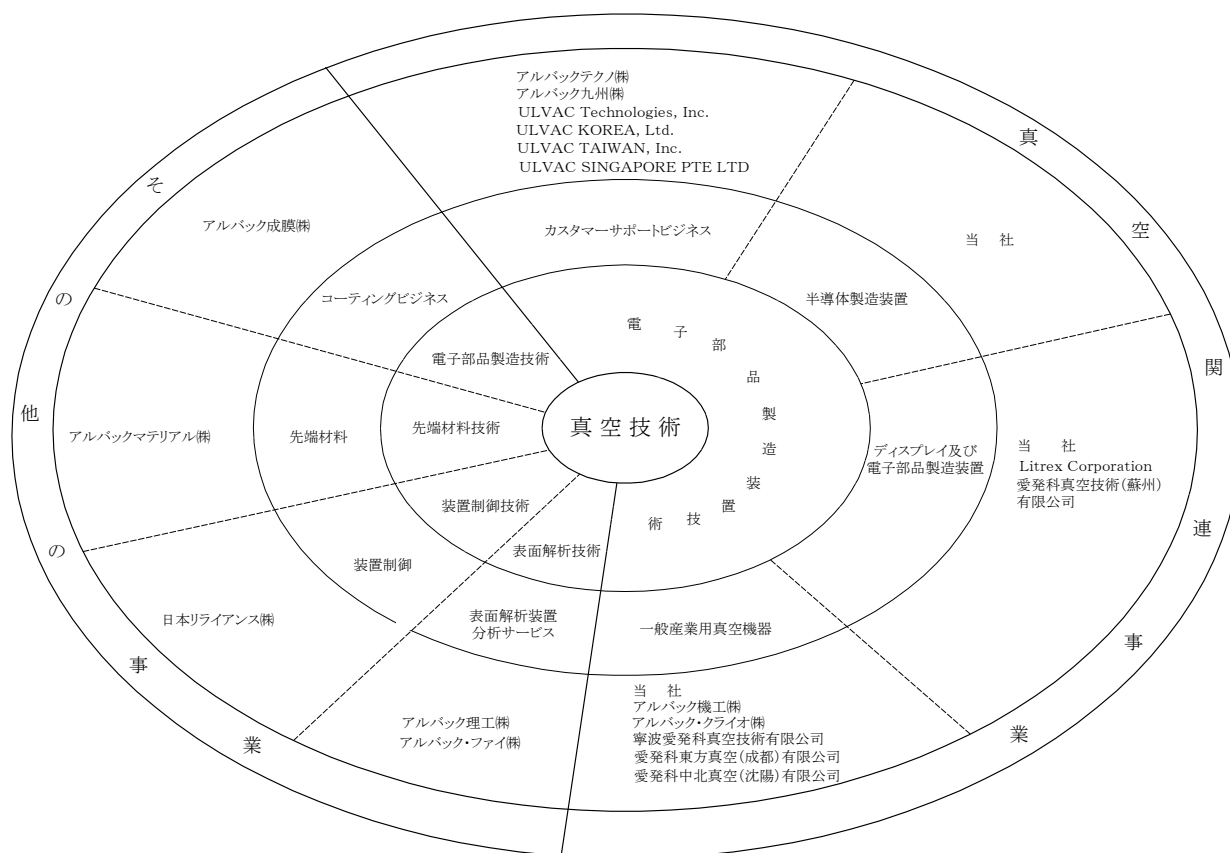 真空技術
電子部品製造装置技術
電子部品製造技術
先端材料技術
装置制御技術
表面解析技術
カスタマーサポートビジネス
半導体製造装置
ディスプレイ及び
電子部品製造装置
一般産業用真空機器
表面解析装置
分析サービス
装置制御
先端材料
コーティングビジネス
アルバックテクノ㈱
アルバック九州㈱
ULVAC Technologies, Inc.
ULVAC KOREA, Ltd.
ULVAC TAIWAN, Inc.
ULVAC SINGAPORE PTE LTD
当 社
当 社
Litrex Corporation
愛発科真空技術(蘇州)
有限公司
当 社
アルバック機工㈱
アルバック・クライオ㈱
寧波愛発科真空技術有限公司
愛発科東方真空(成都)有限公司
愛発科中北真空(沈陽)有限公司
アルバック理工㈱
アルバック・ファイ㈱
日本リライアンス㈱
アルバックマテリアル㈱
アルバック成膜㈱
真空関連事業
その他の事業